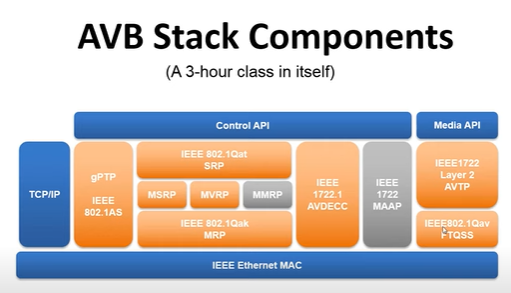 AVB Stack Components
(A 3-hour class in itself)
Control API
Media API
TCP/IP
gPTP
IEEE
802.1AS
IEEE 802.1Qat
SRP
MSRP
MVRP
MMRP
IEEE 802.1Qak
MRP
IEEE
1722.1
AVDECC
IEEE
1722
MAAP
IEEE1722
Layer 2
AVTP
IEEE802.1Qav
FTQSS
IEEE Ethernet MAC